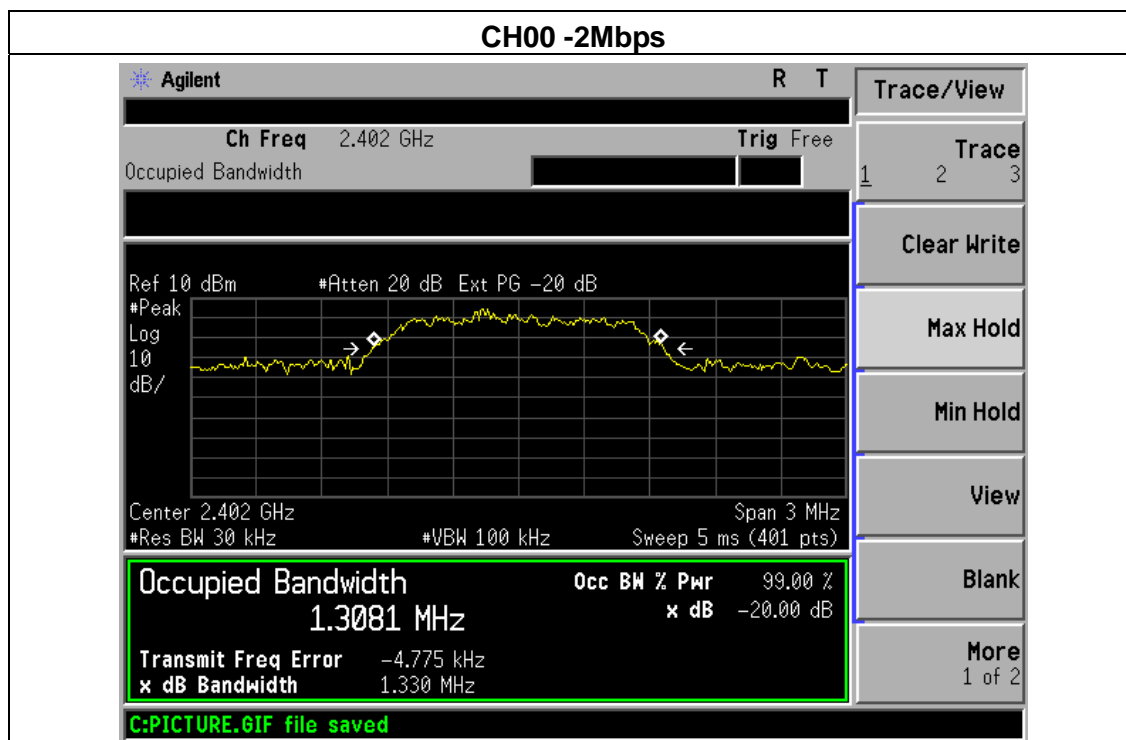 CH00 -2Mbps
Agilent R T
Trace/View
Ch Freq 2.402 GHz Trig Free
Occupied Bandwidth
Trace
1 2 3
Clear Write
Ref 10 dBm #Atten 20 dB Ext PG -20 dB
#Peak
Log
10
dB/
Max Hold
Min Hold
View
Center 2.402 GHz Span 3 MHz
#Res BW 30 kHz #VBW 100 kHz Sweep 5 ms (401 pts)
Occupied Bandwidth Occ BW % Pwr 99.00 %
1.3081 MHz x dB -20.00 dB
Blank
Transmit Freq Error -4.775 kHz
x dB Bandwidth 1.330 MHz
More
1 of 2
C:PICTURE.GIF file saved